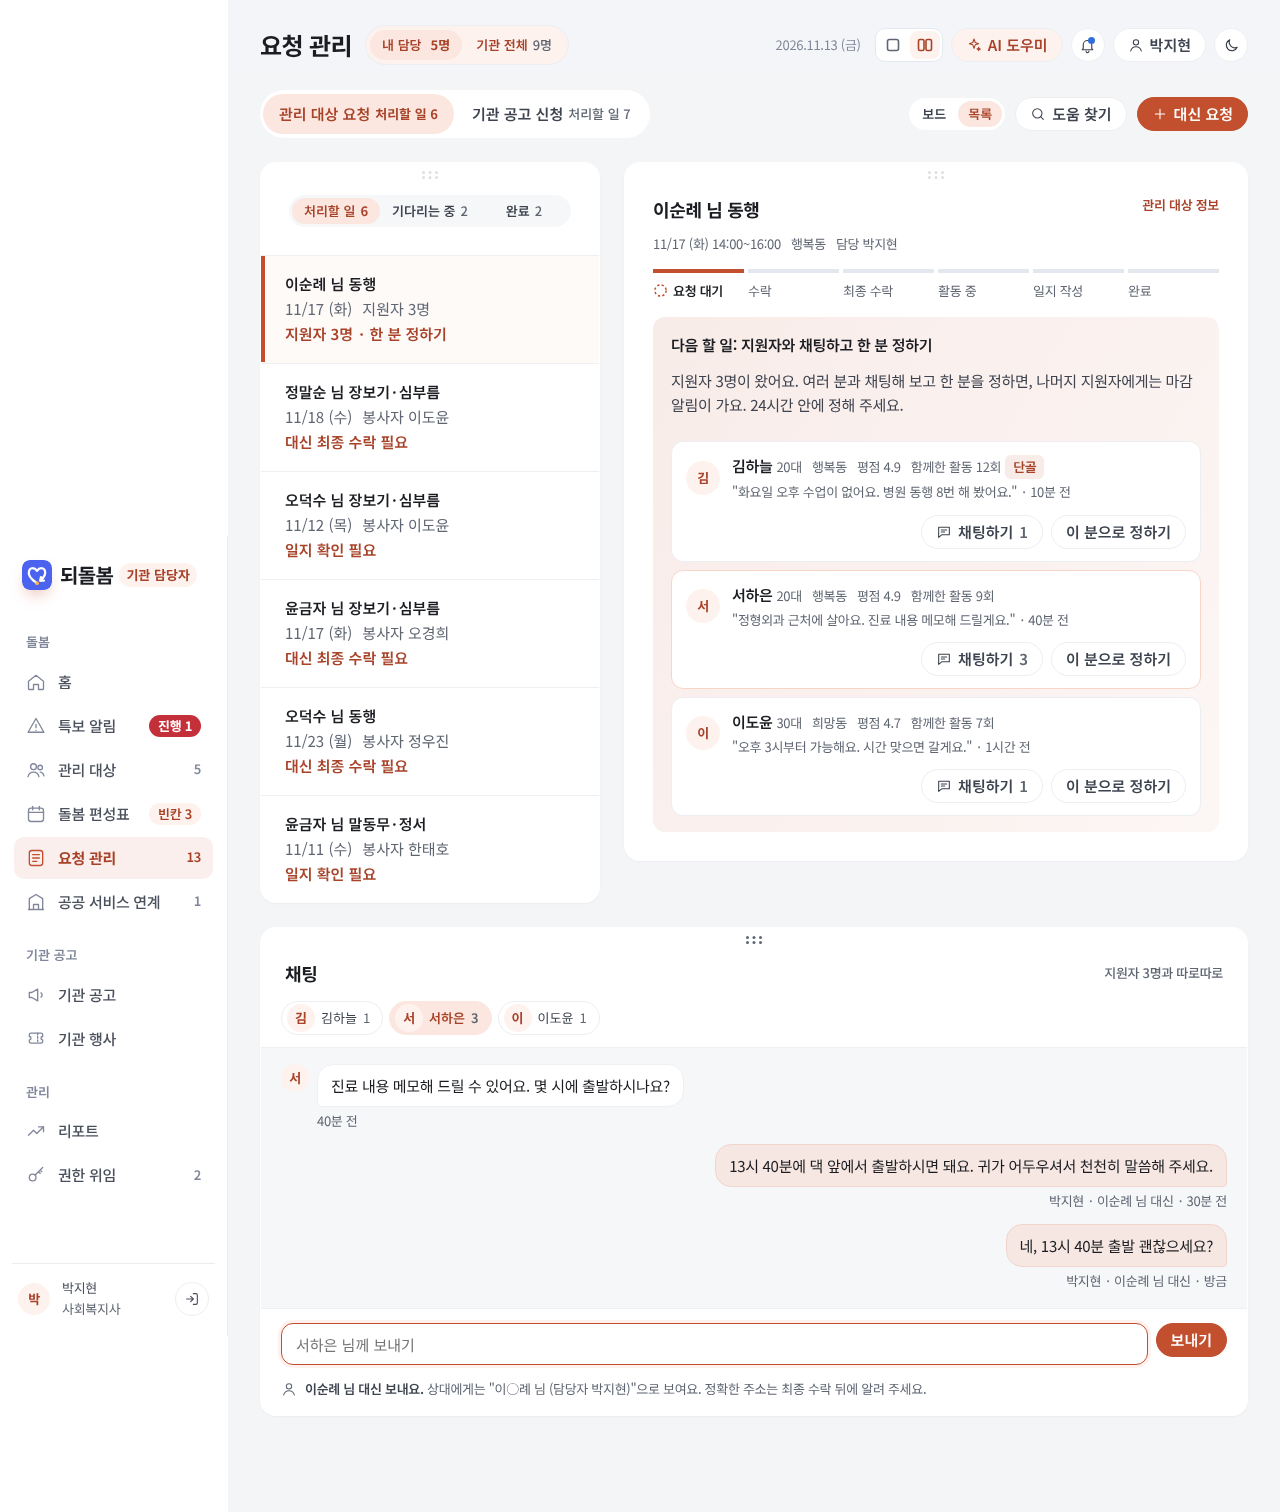 요청 관리
내 담당 5명 기관 전체 9명
2026.11.13 (금)
AI 도우미
박지현
관리 대상 요청 처리할 일 6
기관 공고 신청 처리할 일 7
보드 목록
도움 찾기
대신 요청
되돌봄 기관 담당자
돌봄
홈
특보 알림 진행 1
관리 대상 5
돌봄 편성표 빈칸 3
요청 관리 13
공공 서비스 연계 1
기관 공고
기관 공고
기관 행사
관리
리포트
권한 위임 2
박
박지현
사회복지사
처리할 일 6 기다리는 중 2 완료 2
이순례 님 동행
11/17 (화) 지원자 3명
지원자 3명 · 한 분 정하기
정말순 님 장보기·심부름
11/18 (수) 봉사자 이도윤
대신 최종 수락 필요
오덕수 님 장보기·심부름
11/12 (목) 봉사자 이도윤
일지 확인 필요
윤금자 님 장보기·심부름
11/17 (화) 봉사자 오경희
대신 최종 수락 필요
오덕수 님 동행
11/23 (월) 봉사자 정우진
대신 최종 수락 필요
윤금자 님 말동무·정서
11/11 (수) 봉사자 한태호
일지 확인 필요
이순례 님 동행
관리 대상 정보
11/17 (화) 14:00~16:00 행복동 담당 박지현
요청 대기 수락 최종 수락 활동 중 일지 작성 완료
다음 할 일: 지원자와 채팅하고 한 분 정하기
지원자 3명이 왔어요. 여러 분과 채팅해 보고 한 분을 정하면, 나머지 지원자에게는 마감
알림이 가요. 24시간 안에 정해 주세요.
김
김하늘 20대 행복동 평점 4.9 함께한 활동 12회 단골
"화요일 오후 수업이 없어요. 병원 동행 8번 해 봤어요." · 10분 전
채팅하기 1 이 분으로 정하기
서
서하은 20대 행복동 평점 4.9 함께한 활동 9회
"정형외과 근처에 살아요. 진료 내용 메모해 드릴게요." · 40분 전
채팅하기 3 이 분으로 정하기
이
이도윤 30대 희망동 평점 4.7 함께한 활동 7회
"오후 3시부터 가능해요. 시간 맞으면 갈게요." · 1시간 전
채팅하기 1 이 분으로 정하기
채팅
지원자 3명과 따로따로
김 김하늘 1 서 서하은 3 이 이도윤 1
서
진료 내용 메모해 드릴 수 있어요. 몇 시에 출발하시나요?
40분 전
13시 40분에 댁 앞에서 출발하시면 돼요. 귀가 어두우셔서 천천히 말씀해 주세요.
박지현 · 이순례 님 대신 · 30분 전
네, 13시 40분 출발 괜찮으세요?
박지현 · 이순례 님 대신 · 방금
서하은 님께 보내기
보내기
이순례 님 대신 보내요. 상대에게는 "이○례 님 (담당자 박지현)"으로 보여요. 정확한 주소는 최종 수락 뒤에 알려 주세요.